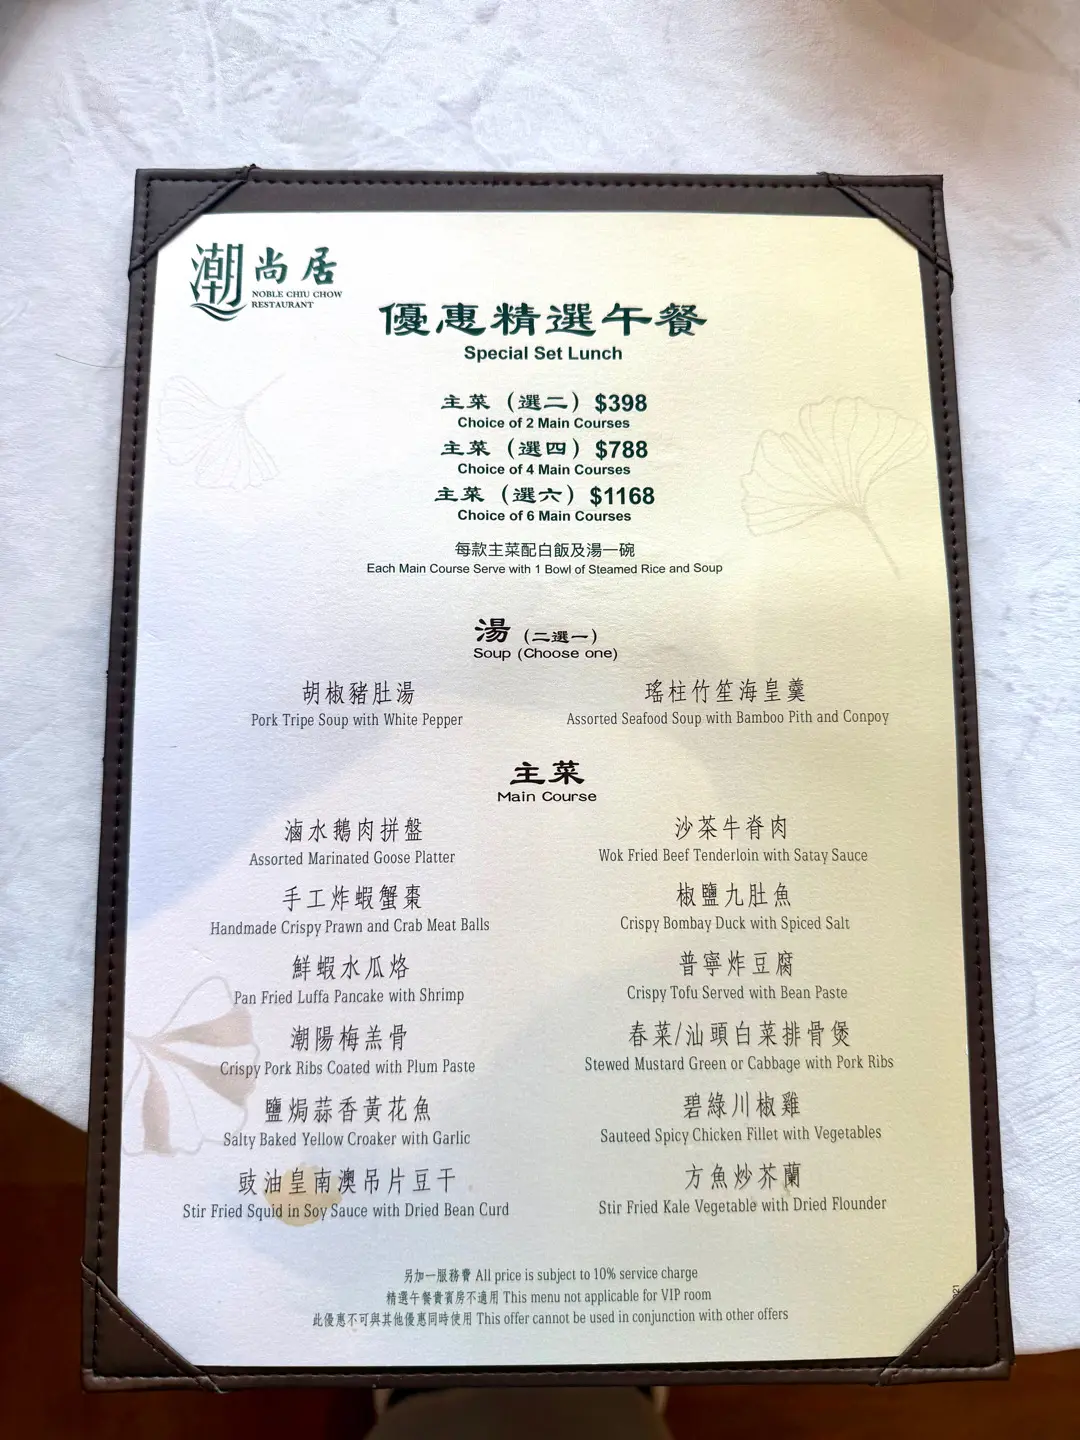 潮尚居
NOBLE CHIU CHOW
RESTAURANT
優惠精選午餐
Special Set Lunch
主菜（選二）$398
Choice of 2 Main Courses
主菜（選四）$788
Choice of 4 Main Courses
主菜（選六）$1168
Choice of 6 Main Courses
每款主菜配白飯及湯一碗
Each Main Course Serve with 1 Bowl of Steamed Rice and Soup
湯（二選一）
Soup (Choose one)
胡椒豬肚湯
Pork Tripe Soup with White Pepper
瑤柱竹笙海皇羹
Assorted Seafood Soup with Bamboo Pith and Conpoy
主菜
Main Course
滷水鵝肉拼盤
Assorted Marinated Goose Platter
沙茶牛脊肉
Wok Fried Beef Tenderloin with Satay Sauce
手工炸蝦蟹棗
Handmade Crispy Prawn and Crab Meat Balls
椒鹽九肚魚
Crispy Bombay Duck with Spiced Salt
鮮蝦水瓜烙
Pan Fried Luffa Pancake with Shrimp
普寧炸豆腐
Crispy Tofu Served with Bean Paste
潮陽梅羔骨
Crispy Pork Ribs Coated with Plum Paste
春菜/汕頭白菜排骨煲
Stewed Mustard Green or Cabbage with Pork Ribs
鹽焗蒜香黃花魚
Salty Baked Yellow Croaker with Garlic
碧綠川椒雞
Sauteed Spicy Chicken Fillet with Vegetables
豉油皇南澳吊片豆干
Stir Fried Squid in Soy Sauce with Dried Bean Curd
方魚炒芥蘭
Stir Fried Kale Vegetable with Dried Flounder
另加一服務費 All price is subject to 10% service charge
精選午餐貴賓房不適用 This menu not applicable for VIP room
此優惠不可與其他優惠同時使用 This offer cannot be used in conjunction with other offers